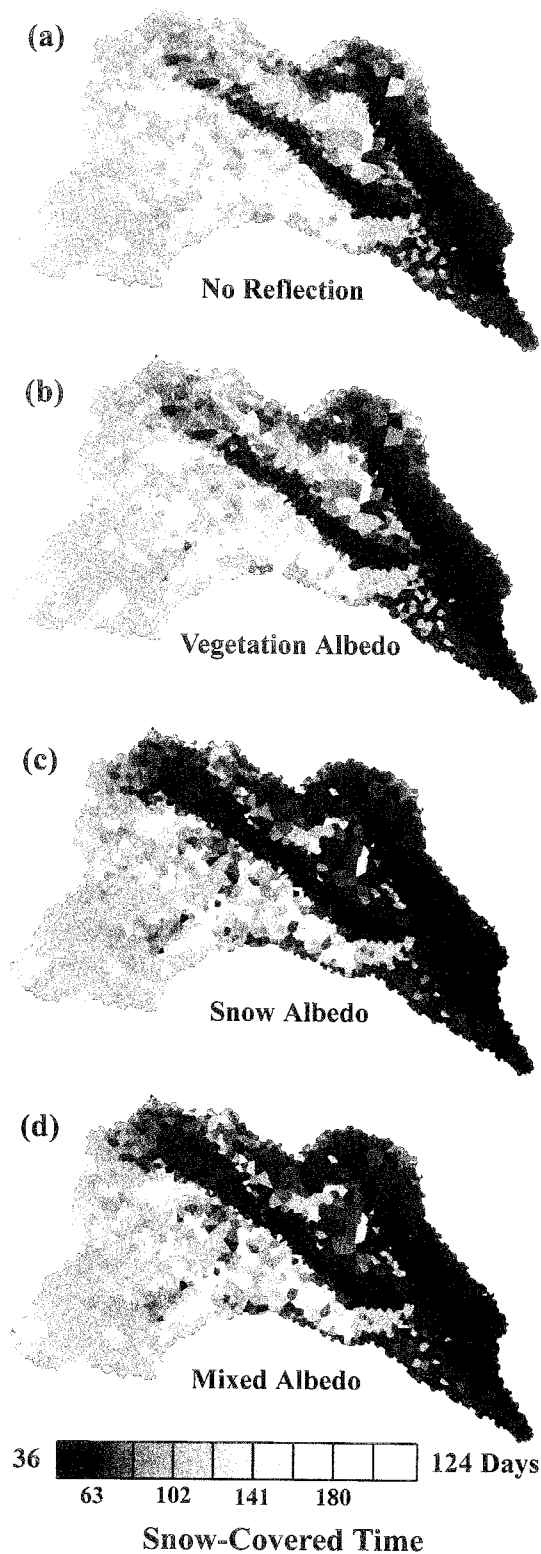 (a)
No Reflection
(b)
Vegetation Albedo
(c)
Snow Albedo
(d)
Mixed Albedo
36 124 Days
63 102 141 180
Snow-Covered Time